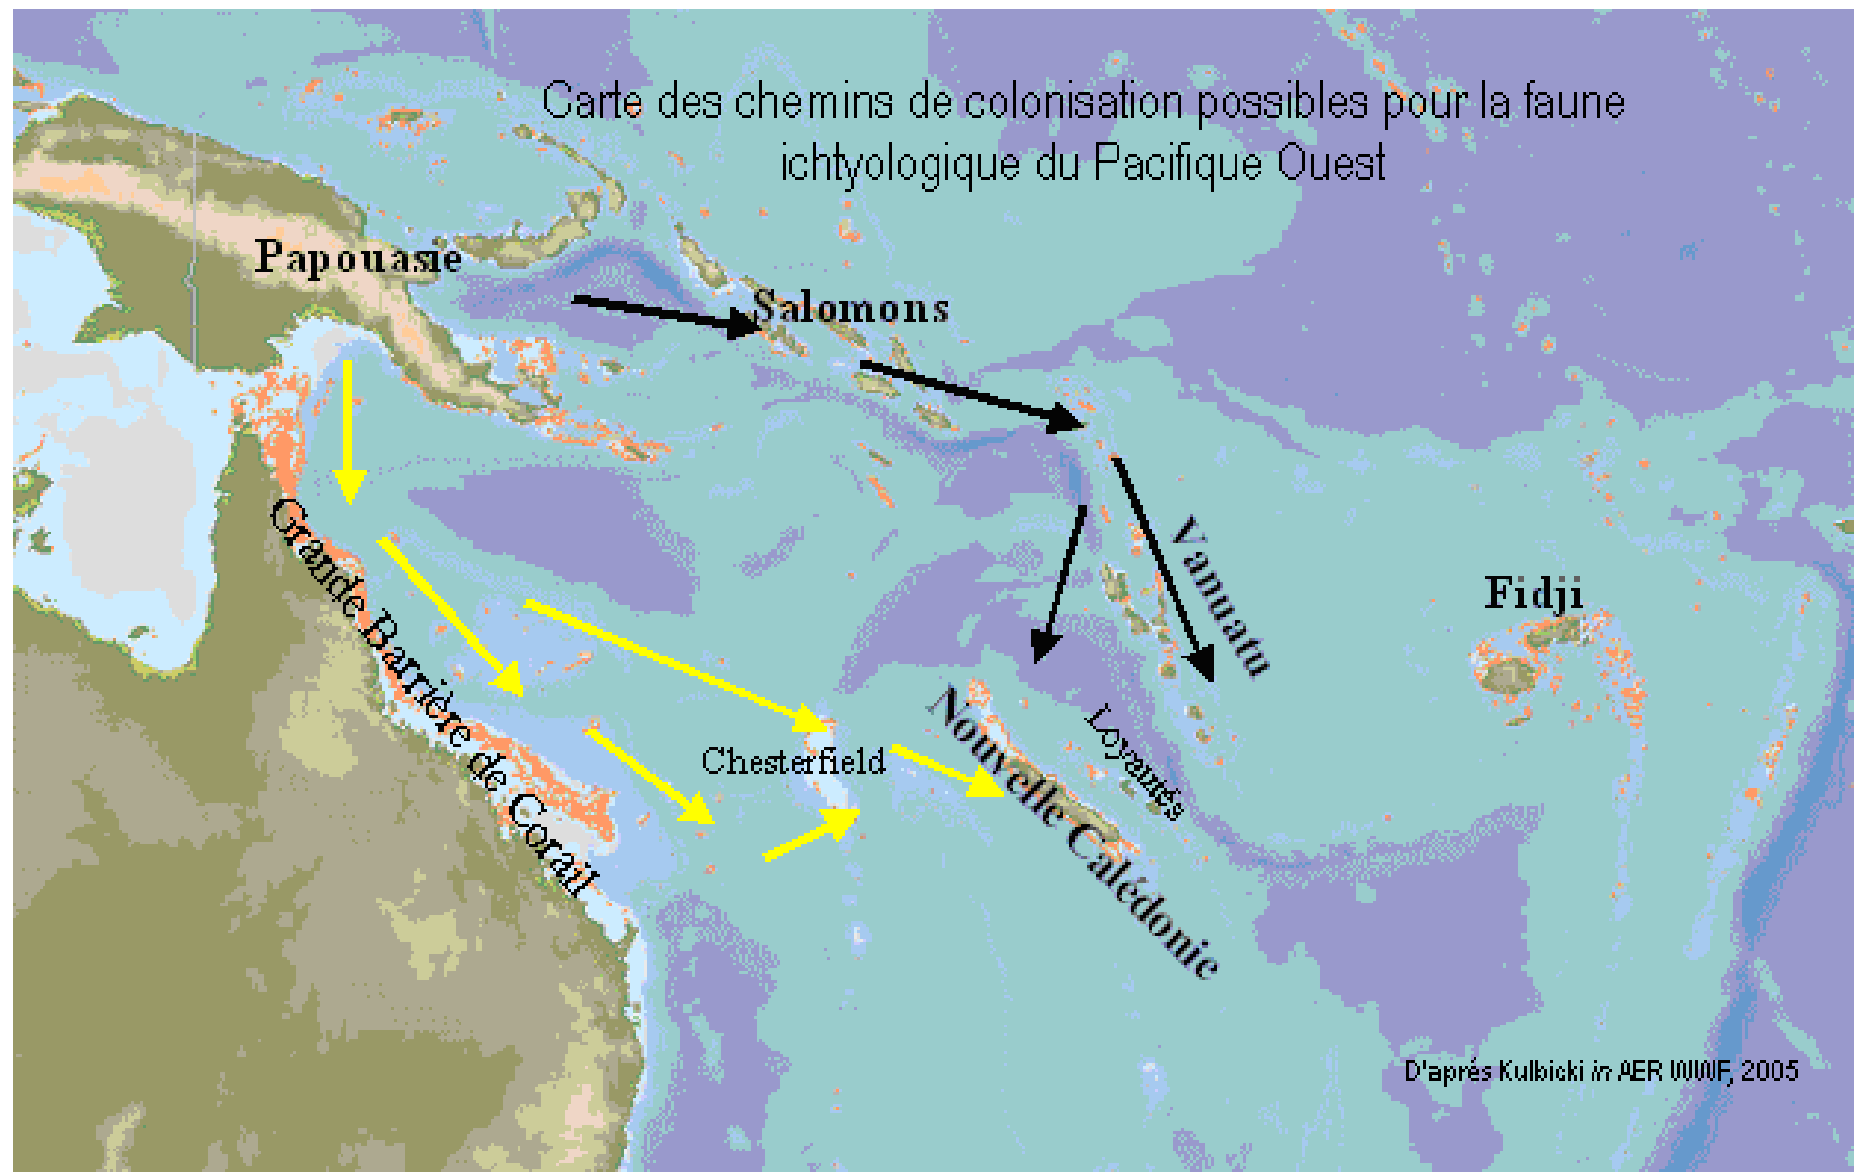 Carte des chemins de colonisation possibles pour la faune
ichtyologique du Pacifique Ouest
Papouasie
Salomons
Vanuatu
Fidji
Grande Barrière de Corail
Chesterfield
Nouvelle Calédonie
Loyautés
D'aprés Kulbicki in AER WWF, 2005